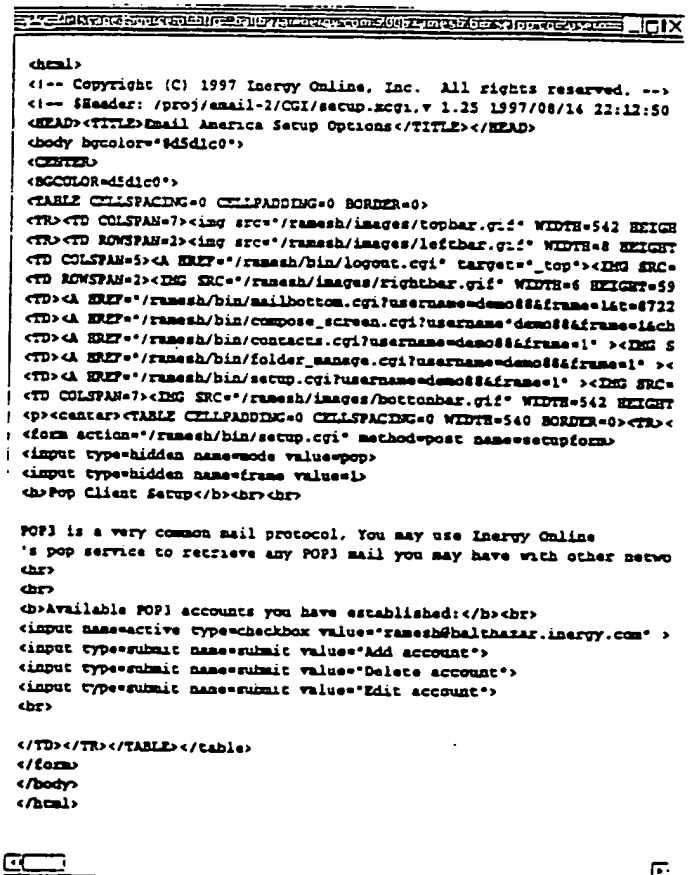 <html>
<!-- Copyright (C) 1997 Inergy Online, Inc. All rights reserved. -->
<!-- $Header: /proj/email-2/CGI/setup.xcgi,v 1.25 1997/08/14 22:12:50
<HEAD><TITLE>Email America Setup Options</TITLE></HEAD>
<body bgcolor="#d5d1c0">
<CENTER>
<BGCOLOR=d5d1c0">
<TABLE CELLSPACING=0 CELLPADDING=0 BORDER=0>
<TR><TD COLSPAN=7><img src="/ramesh/images/topbar.gif" WIDTH=542 HEIGH
<TR><TD ROWSPAN=2><img src="/ramesh/images/leftbar.gif" WIDTH=8 HEIGHT
<TD COLSPAN=5><A HREF="/ramesh/bin/logout.cgi" target="_top"><IMG SRC=
<TD ROWSPAN=2><IMG SRC="/ramesh/images/rightbar.gif" WIDTH=6 HEIGHT=59
<TD><A HREF="/ramesh/bin/mailbottom.cgi?username=demo88&frame=1&t=8722
<TD><A HREF="/ramesh/bin/compose_screen.cgi?username=demo88&frame=1&ch
<TD><A HREF="/ramesh/bin/contacts.cgi?username=demo88&frame=1" ><IMG S
<TD><A HREF="/ramesh/bin/folder_manage.cgi?username=demo88&frame=1" ><
<TD><A HREF="/ramesh/bin/setup.cgi?username=demo88&frame=1" ><IMG SRC=
<TD COLSPAN=7><IMG SRC="/ramesh/images/bottonbar.gif" WIDTH=542 HEIGHT
<p><center><TABLE CELLPADDING=0 CELLSPACING=0 WIDTH=540 BORDER=0><TR><
<form action="/ramesh/bin/setup.cgi" method=post name=setupform>
<input type=hidden name=mode value=pop>
<input type=hidden name=frame value=1>
<b>Pop Client Setup</b><br><br>
POP3 is a very common mail protocol, You may use Inergy Online
's pop service to retrieve any POP3 mail you may have with other netwo
<hr>
<br>
<b>Available POP3 accounts you have established:</b><br>
<input name=active type=checkbox value="ramesh@balthazar.inergy.com" >
<input type=submit name=submit value="Add account">
<input type=submit name=submit value="Delete account">
<input type=submit name=submit value="Edit account">
<br>
</TD></TR></TABLE></table>
</form>
</body>
</html>